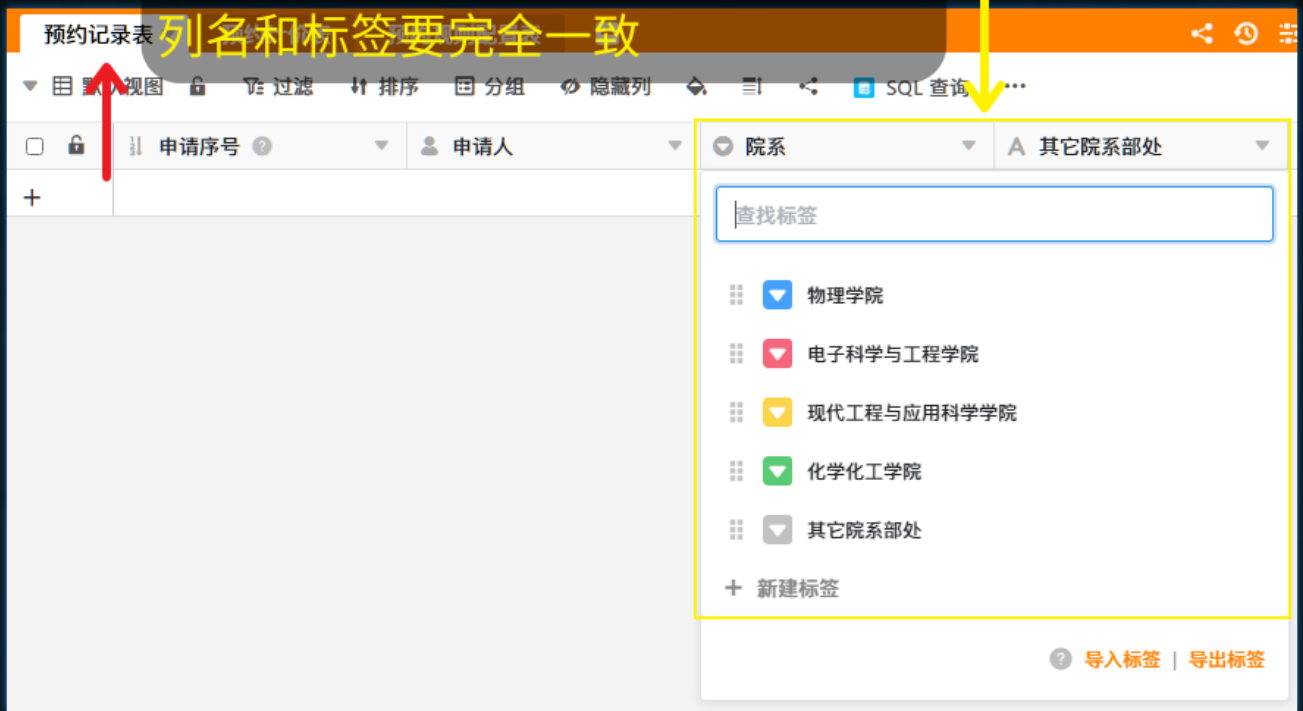 预约记录表
列名和标签要完全一致
视图 过滤 排序 分组 隐藏列 SQL 查询 ···
申请序号 申请人 院系 A 其它院系部处
查找标签
物理学院
电子科学与工程学院
现代工程与应用科学学院
化学化工学院
其它院系部处
+ 新建标签
导入标签 | 导出标签